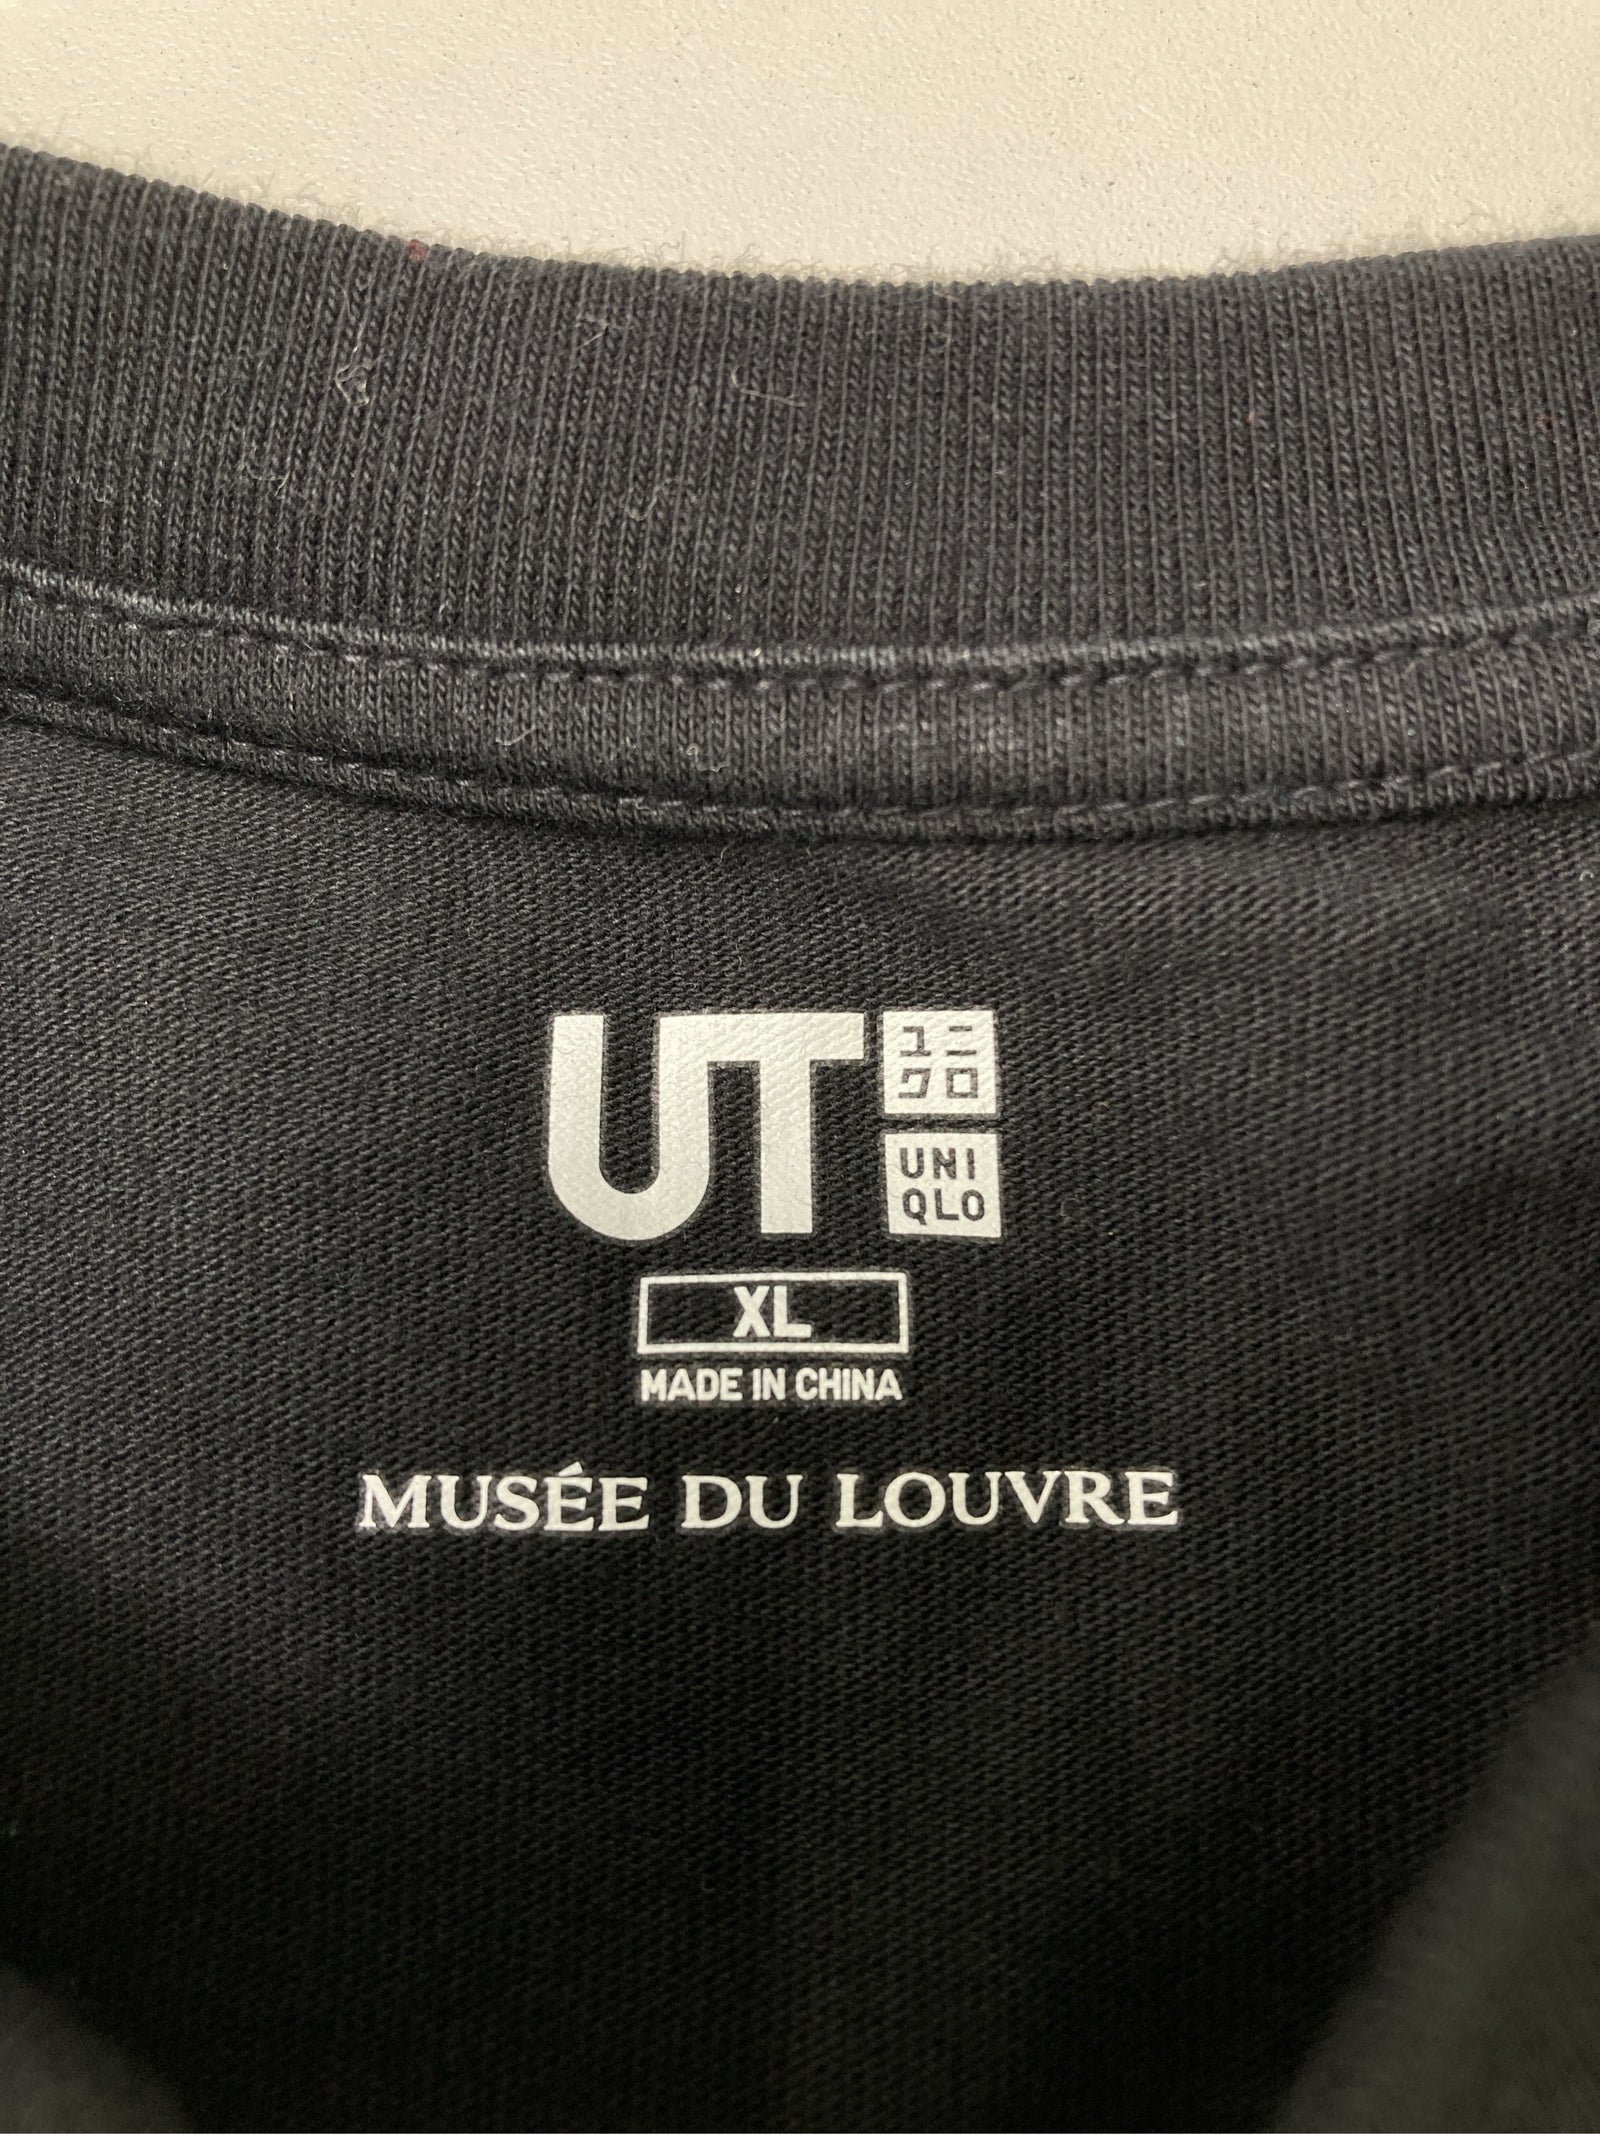 UT
ユニ
クロ
UNI
QLO
XL
MADE IN CHINA
MUSÉE DU LOUVRE